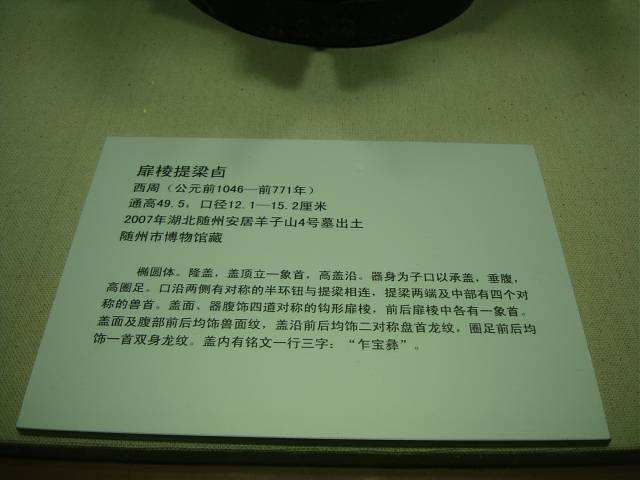 扉棱提梁卣
西周（公元前1046—前771年）
通高49.5，口径12.1—15.2厘米
2007年湖北随州安居羊子山4号墓出土
随州市博物馆藏
椭圆体。隆盖，盖顶立一象首，高盖沿。器身为子口以承盖，垂腹，
高圈足。口沿两侧有对称的半环钮与提梁相连，提梁两端及中部有四个对
称的兽首。盖面、器腹饰四道对称的钩形扉棱，前后扉棱中各有一象首。
盖面及腹部前后均饰兽面纹，盖沿前后均饰二对称盘首龙纹，圈足前后均
饰一首双身龙纹。盖内有铭文一行三字：“乍宝彝”。